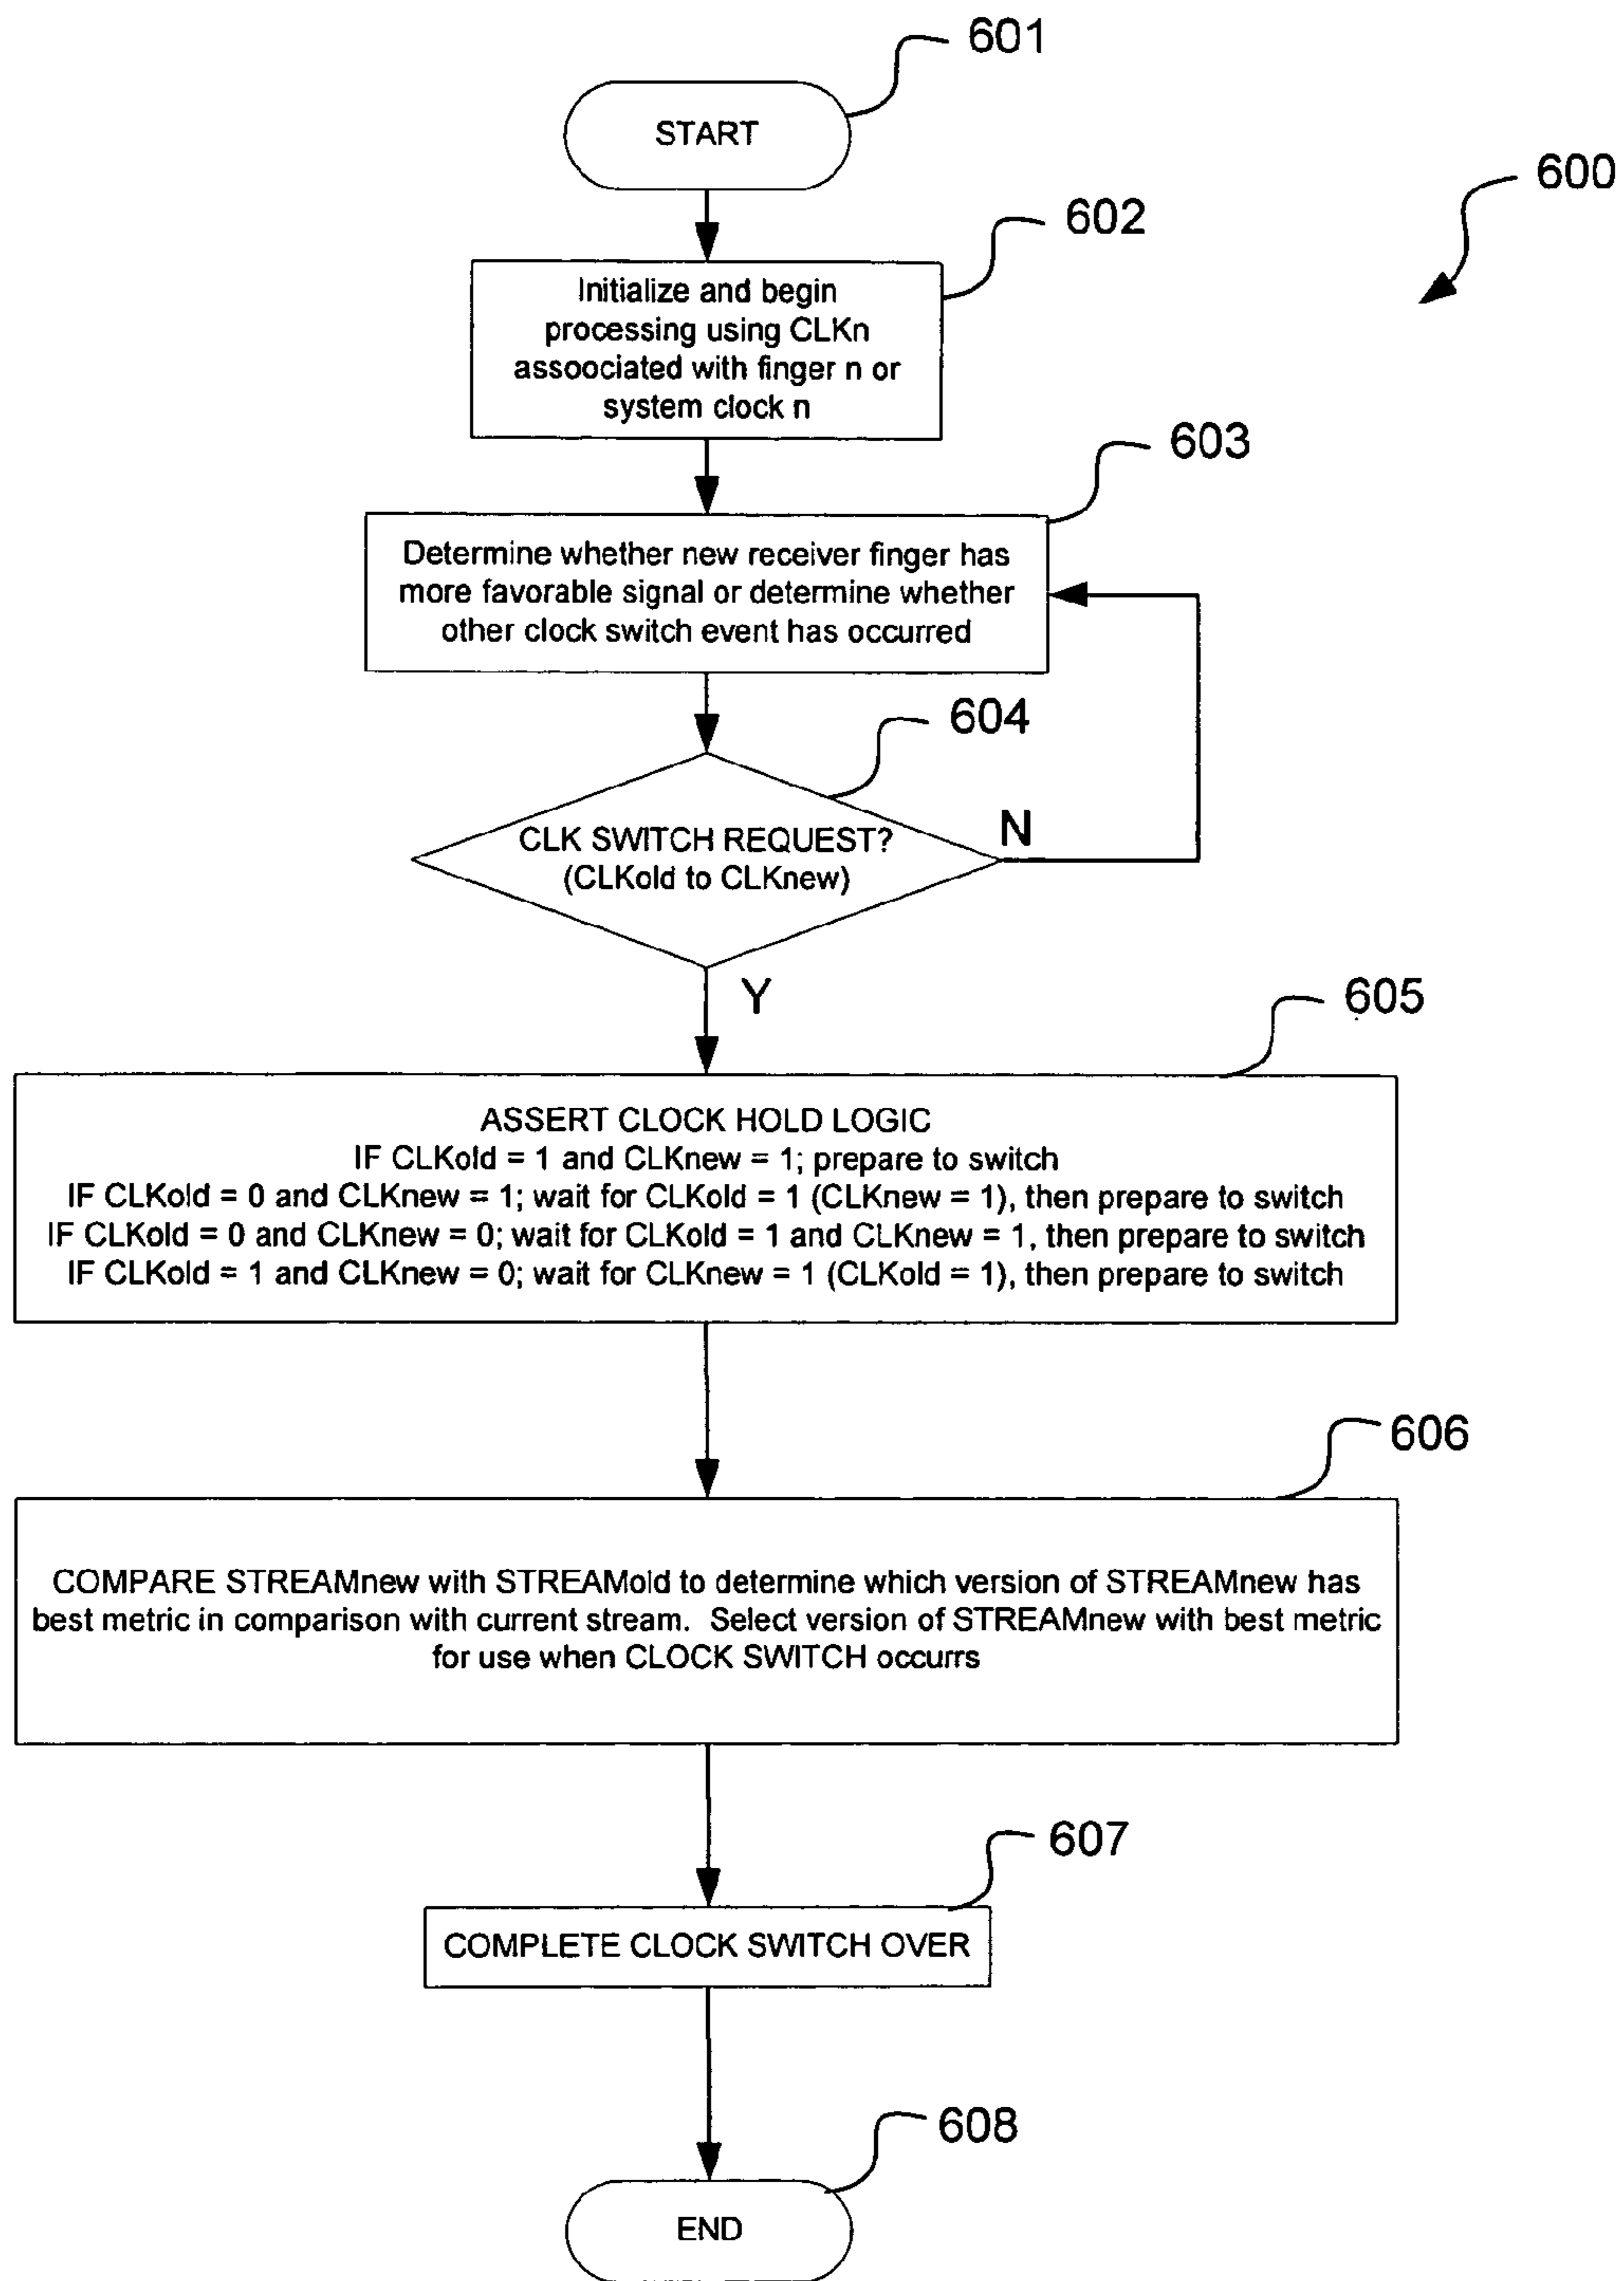 601
START
600
602
Initialize and begin
processing using CLKn
assoociated with finger n or
system clock n
603
Determine whether new receiver finger has
more favorable signal or determine whether
other clock switch event has occurred
604
CLK SWITCH REQUEST?
(CLKold to CLKnew)
N
Y
605
ASSERT CLOCK HOLD LOGIC
IF CLKold = 1 and CLKnew = 1; prepare to switch
IF CLKold = 0 and CLKnew = 1; wait for CLKold = 1 (CLKnew = 1), then prepare to switch
IF CLKold = 0 and CLKnew = 0; wait for CLKold = 1 and CLKnew = 1, then prepare to switch
IF CLKold = 1 and CLKnew = 0; wait for CLKnew = 1 (CLKold = 1), then prepare to switch
606
COMPARE STREAMnew with STREAMold to determine which version of STREAMnew has
best metric in comparison with current stream. Select version of STREAMnew with best metric
for use when CLOCK SWITCH occurrs
607
COMPLETE CLOCK SWITCH OVER
608
END